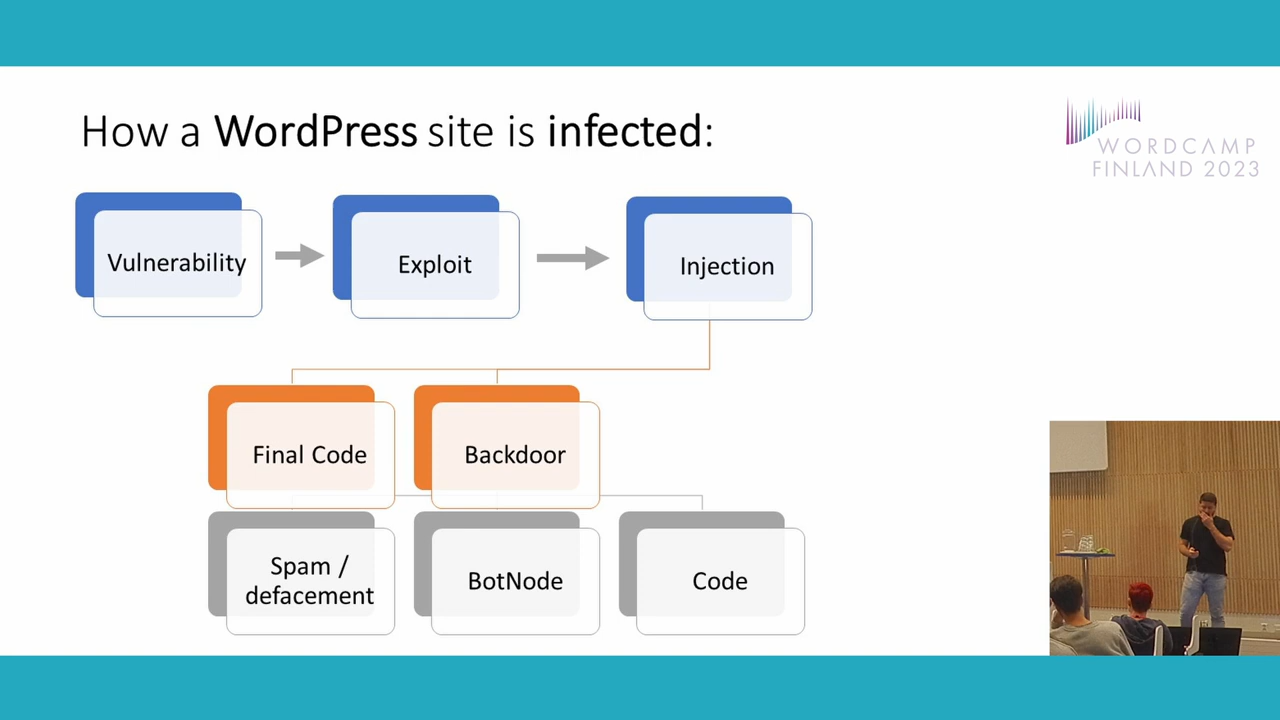 How a WordPress site is infected:
WORDCAMP
FINLAND 2023
Vulnerability
Exploit
Injection
Final Code
Backdoor
Spam /
defacement
BotNode
Code